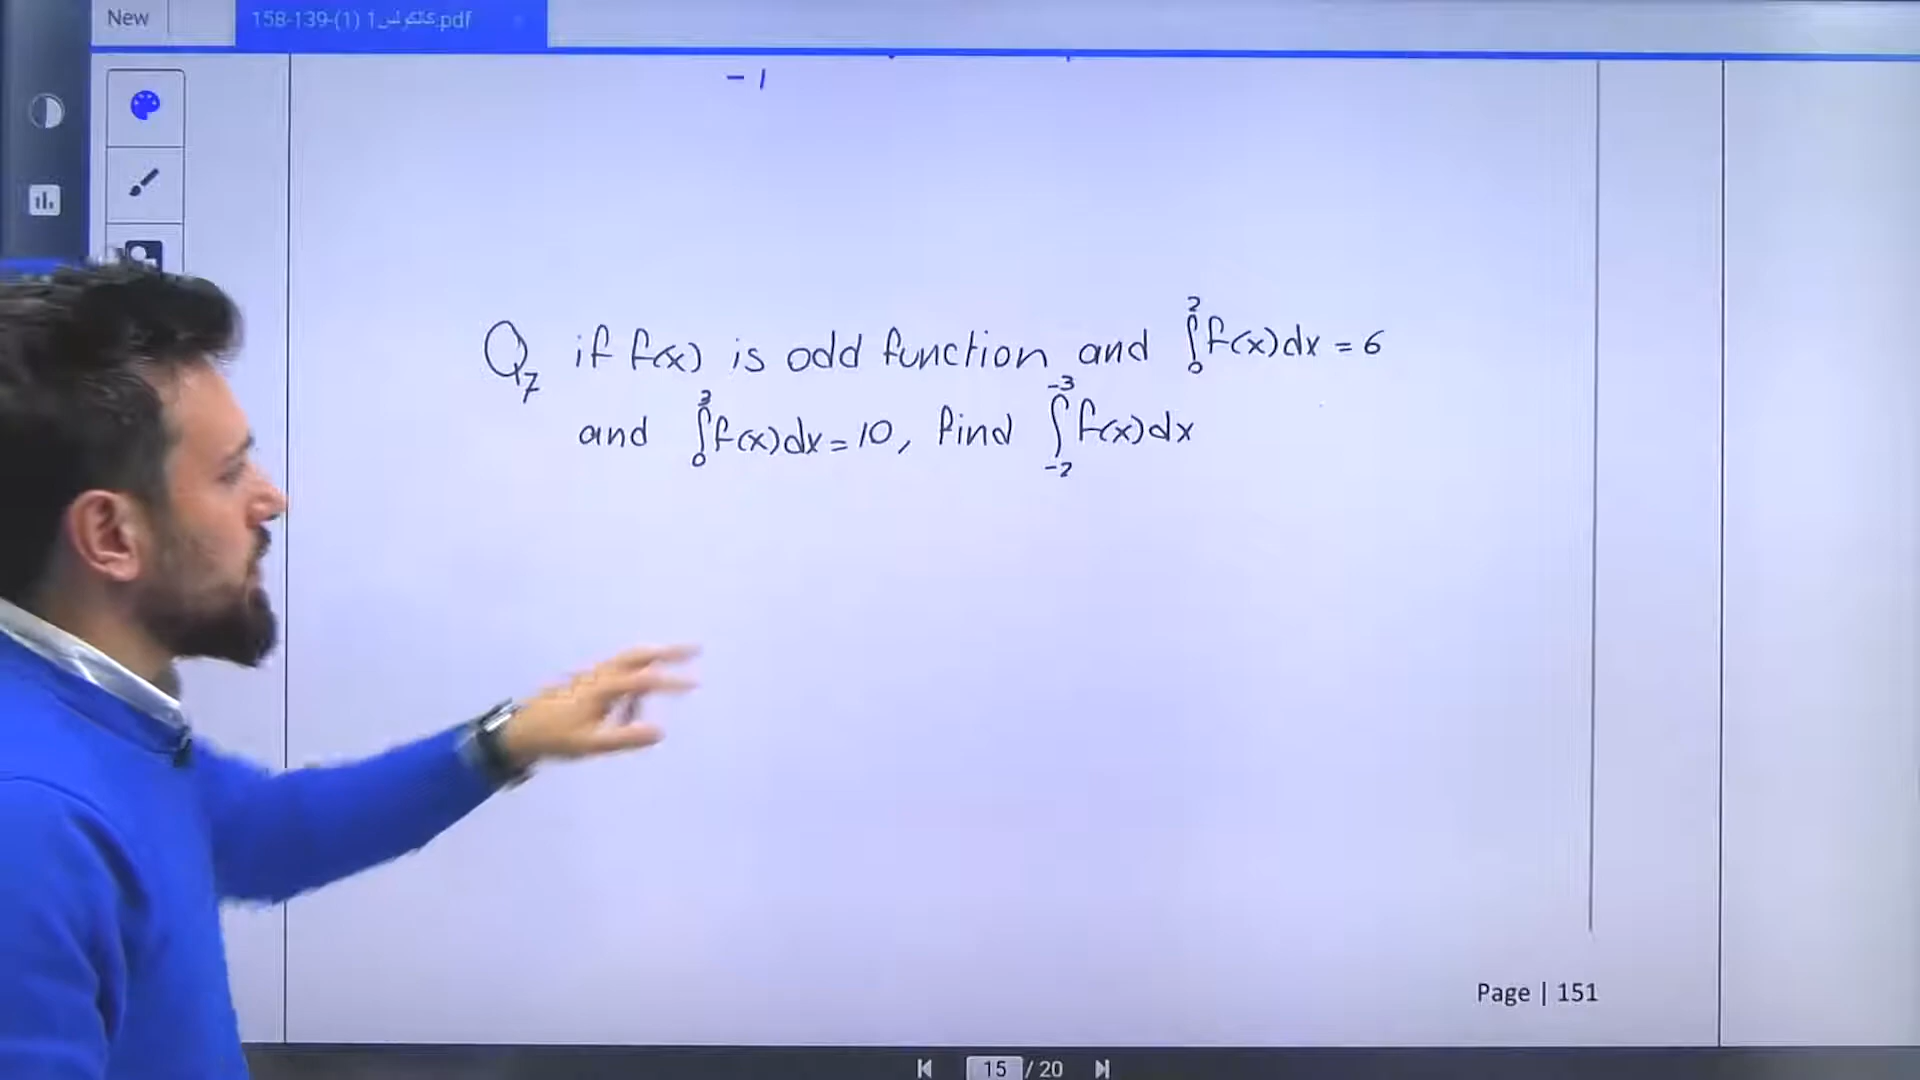 New
158-139-(1) 1كالكولس.pdf
-1
Q7 if f(x) is odd function and ∫₀² f(x)dx = 6
and ∫₀³ f(x)dx = 10, find ∫₋₂⁻³ f(x)dx
Page | 151
15 / 20